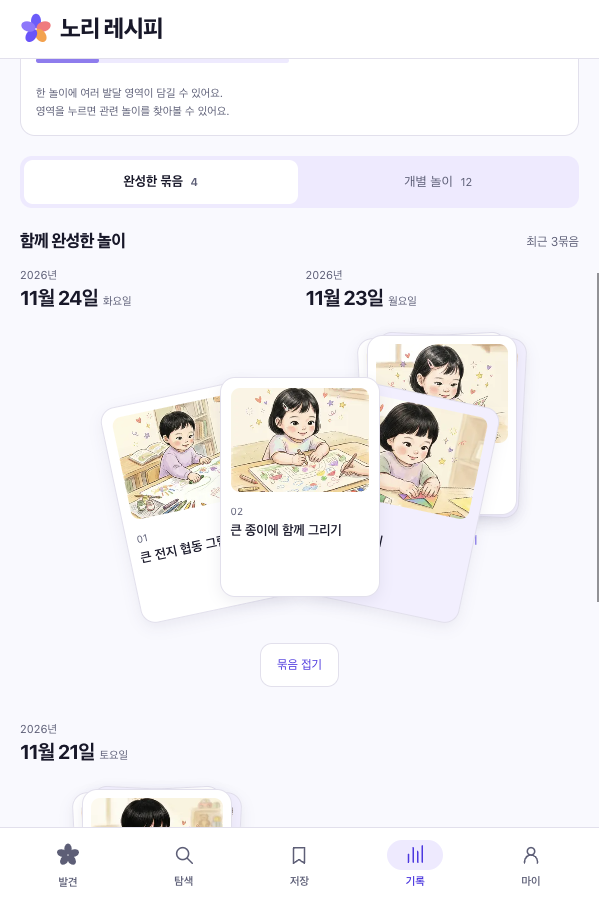 노리 레시피
한 놀이에 여러 발달 영역이 담길 수 있어요.
영역을 누르면 관련 놀이를 찾아볼 수 있어요.
완성한 묶음 4
개별 놀이 12
함께 완성한 놀이
최근 3묶음
2026년
11월 24일 화요일
2026년
11월 23일 월요일
01
큰 전지 협동
02
큰 종이에 함께 그리기
묶음 접기
2026년
11월 21일 토요일
발견
탐색
저장
기록
마이